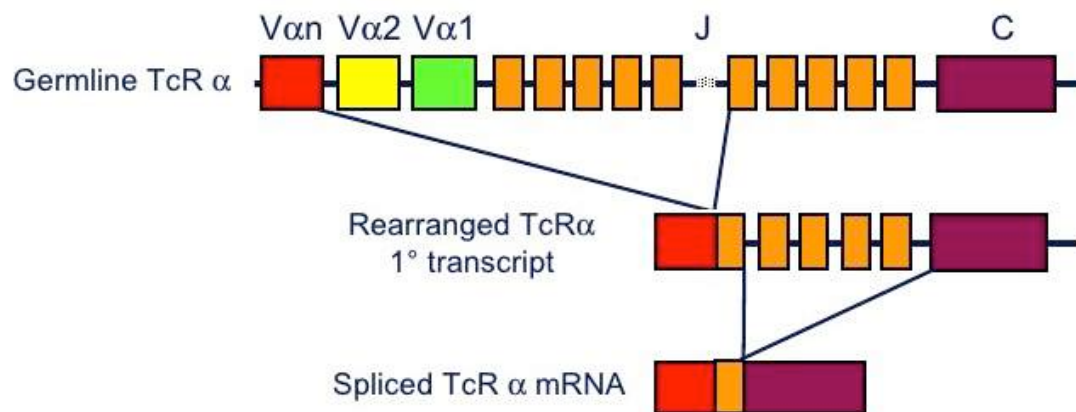 Vαn Vα2 Vα1 J C
Germline TcR α
Rearranged TcRα
1° transcript
Spliced TcR α mRNA